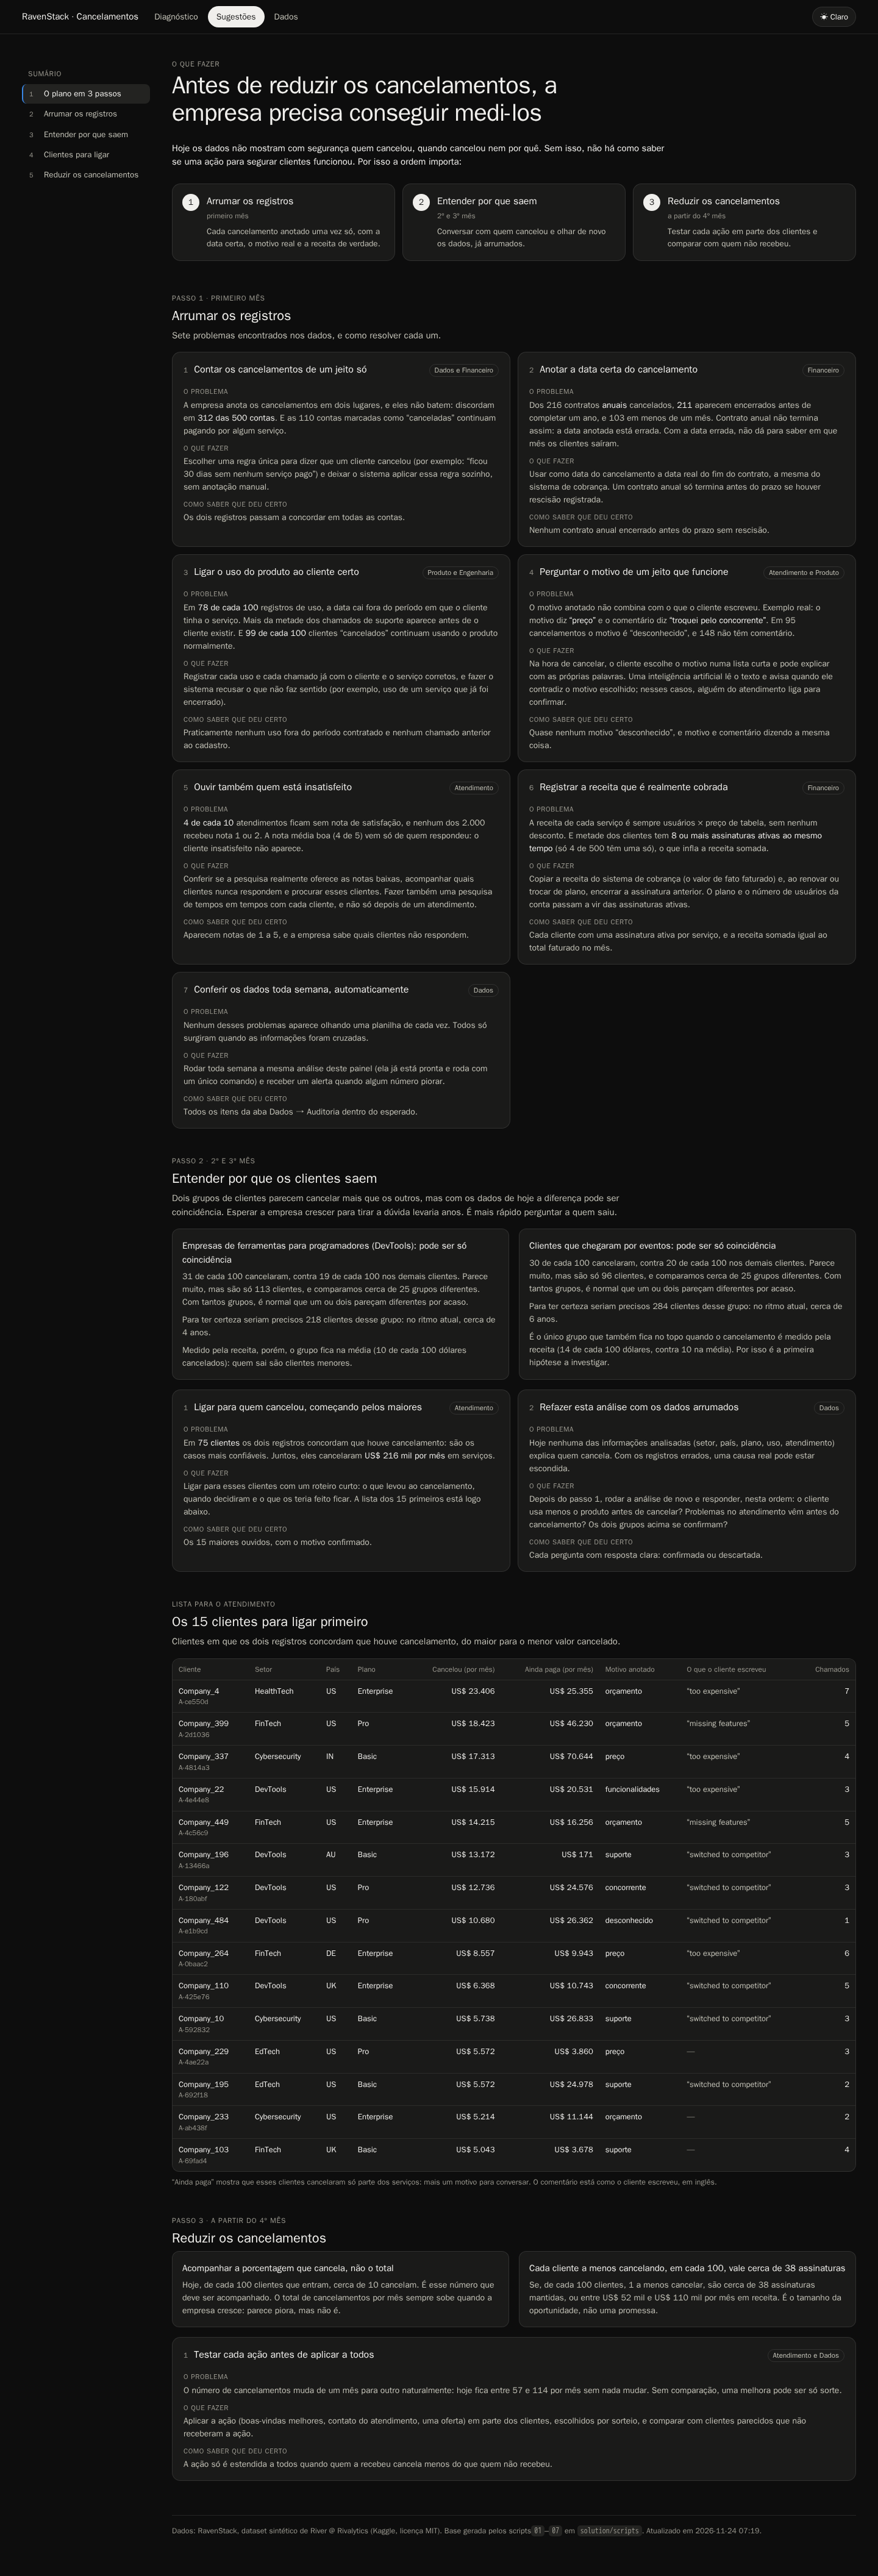 RavenStack · Cancelamentos
Diagnóstico
Sugestões
Dados
☀ Claro
SUMÁRIO
1 O plano em 3 passos
2 Arrumar os registros
3 Entender por que saem
4 Clientes para ligar
5 Reduzir os cancelamentos
O QUE FAZER
Antes de reduzir os cancelamentos, a
empresa precisa conseguir medi-los
Hoje os dados não mostram com segurança quem cancelou, quando cancelou nem por quê. Sem isso, não há como saber
se uma ação para segurar clientes funcionou. Por isso a ordem importa:
1 Arrumar os registros
primeiro mês
Cada cancelamento anotado uma vez só, com a
data certa, o motivo real e a receita de verdade.
2 Entender por que saem
2º e 3º mês
Conversar com quem cancelou e olhar de novo
os dados, já arrumados.
3 Reduzir os cancelamentos
a partir do 4º mês
Testar cada ação em parte dos clientes e
comparar com quem não recebeu.
PASSO 1 · PRIMEIRO MÊS
Arrumar os registros
Sete problemas encontrados nos dados, e como resolver cada um.
1 Contar os cancelamentos de um jeito só
Dados e Financeiro
O PROBLEMA
A empresa anota os cancelamentos em dois lugares, e eles não batem: discordam
em 312 das 500 contas. E as 110 contas marcadas como "canceladas" continuam
pagando por algum serviço.
O QUE FAZER
Escolher uma regra única para dizer que um cliente cancelou (por exemplo: "ficou
30 dias sem nenhum serviço pago") e deixar o sistema aplicar essa regra sozinho,
sem anotação manual.
COMO SABER QUE DEU CERTO
Os dois registros passam a concordar em todas as contas.
2 Anotar a data certa do cancelamento
Financeiro
O PROBLEMA
Dos 216 contratos anuais cancelados, 211 aparecem encerrados antes de
completar um ano, e 103 em menos de um mês. Contrato anual não termina
assim: a data anotada está errada. Com a data errada, não dá para saber em que
mês os clientes saíram.
O QUE FAZER
Usar como data do cancelamento a data real do fim do contrato, a mesma do
sistema de cobrança. Um contrato anual só termina antes do prazo se houver
rescisão registrada.
COMO SABER QUE DEU CERTO
Nenhum contrato anual encerrado antes do prazo sem rescisão.
3 Ligar o uso do produto ao cliente certo
Produto e Engenharia
O PROBLEMA
Em 78 de cada 100 registros de uso, a data cai fora do período em que o cliente
tinha o serviço. Mais da metade dos chamados de suporte aparece antes de o
cliente existir. E 99 de cada 100 clientes "cancelados" continuam usando o produto
normalmente.
O QUE FAZER
Registrar cada uso e cada chamado já com o cliente e o serviço corretos, e fazer o
sistema recusar o que não faz sentido (por exemplo, uso de um serviço que já foi
encerrado).
COMO SABER QUE DEU CERTO
Praticamente nenhum uso fora do período contratado e nenhum chamado anterior
ao cadastro.
4 Perguntar o motivo de um jeito que funcione
Atendimento e Produto
O PROBLEMA
O motivo anotado não combina com o que o cliente escreveu. Exemplo real: o
motivo diz "preço" e o comentário diz "troquei pelo concorrente". Em 95
cancelamentos o motivo é "desconhecido", e 148 não têm comentário.
O QUE FAZER
Na hora de cancelar, o cliente escolhe o motivo numa lista curta e pode explicar
com as próprias palavras. Uma inteligência artificial lê o texto e avisa quando ele
contradiz o motivo escolhido; nesses casos, alguém do atendimento liga para
confirmar.
COMO SABER QUE DEU CERTO
Quase nenhum motivo "desconhecido", e motivo e comentário dizendo a mesma
coisa.
5 Ouvir também quem está insatisfeito
Atendimento
O PROBLEMA
4 de cada 10 atendimentos ficam sem nota de satisfação, e nenhum dos 2.000
recebeu nota 1 ou 2. A nota média boa (4 de 5) vem só de quem respondeu: o
cliente insatisfeito não aparece.
O QUE FAZER
Conferir se a pesquisa realmente oferece as notas baixas, acompanhar quais
clientes nunca respondem e procurar esses clientes. Fazer também uma pesquisa
de tempos em tempos com cada cliente, e não só depois de um atendimento.
COMO SABER QUE DEU CERTO
Aparecem notas de 1 a 5, e a empresa sabe quais clientes não respondem.
6 Registrar a receita que é realmente cobrada
Financeiro
O PROBLEMA
A receita de cada serviço é sempre usuários × preço de tabela, sem nenhum
desconto. E metade dos clientes tem 8 ou mais assinaturas ativas ao mesmo
tempo (só 4 de 500 têm uma só), o que infla a receita somada.
O QUE FAZER
Copiar a receita do sistema de cobrança (o valor de fato faturado) e, ao renovar ou
trocar de plano, encerrar a assinatura anterior. O plano e o número de usuários da
conta passam a vir das assinaturas ativas.
COMO SABER QUE DEU CERTO
Cada cliente com uma assinatura ativa por serviço, e a receita somada igual ao
total faturado no mês.
7 Conferir os dados toda semana, automaticamente
Dados
O PROBLEMA
Nenhum desses problemas aparece olhando uma planilha de cada vez. Todos só
surgiram quando as informações foram cruzadas.
O QUE FAZER
Rodar toda semana a mesma análise deste painel (ela já está pronta e roda com
um único comando) e receber um alerta quando algum número piorar.
COMO SABER QUE DEU CERTO
Todos os itens da aba Dados → Auditoria dentro do esperado.
PASSO 2 · 2º E 3º MÊS
Entender por que os clientes saem
Dois grupos de clientes parecem cancelar mais que os outros, mas com os dados de hoje a diferença pode ser
coincidência. Esperar a empresa crescer para tirar a dúvida levaria anos. É mais rápido perguntar a quem saiu.
Empresas de ferramentas para programadores (DevTools): pode ser só
coincidência
31 de cada 100 cancelaram, contra 19 de cada 100 nos demais clientes. Parece
muito, mas são só 113 clientes, e comparamos cerca de 25 grupos diferentes.
Com tantos grupos, é normal que um ou dois pareçam diferentes por acaso.
Para ter certeza seriam precisos 218 clientes desse grupo: no ritmo atual, cerca de
4 anos.
Medido pela receita, porém, o grupo fica na média (10 de cada 100 dólares
cancelados): quem sai são clientes menores.
Clientes que chegaram por eventos: pode ser só coincidência
30 de cada 100 cancelaram, contra 20 de cada 100 nos demais clientes. Parece
muito, mas são só 96 clientes, e comparamos cerca de 25 grupos diferentes. Com
tantos grupos, é normal que um ou dois pareçam diferentes por acaso.
Para ter certeza seriam precisos 284 clientes desse grupo: no ritmo atual, cerca de
6 anos.
É o único grupo que também fica no topo quando o cancelamento é medido pela
receita (14 de cada 100 dólares, contra 10 na média). Por isso é a primeira
hipótese a investigar.
1 Ligar para quem cancelou, começando pelos maiores
Atendimento
O PROBLEMA
Em 75 clientes os dois registros concordam que houve cancelamento: são os
casos mais confiáveis. Juntos, eles cancelaram US$ 216 mil por mês em serviços.
O QUE FAZER
Ligar para esses clientes com um roteiro curto: o que levou ao cancelamento,
quando decidiram e o que os teria feito ficar. A lista dos 15 primeiros está logo
abaixo.
COMO SABER QUE DEU CERTO
Os 15 maiores ouvidos, com o motivo confirmado.
2 Refazer esta análise com os dados arrumados
Dados
O PROBLEMA
Hoje nenhuma das informações analisadas (setor, país, plano, uso, atendimento)
explica quem cancela. Com os registros errados, uma causa real pode estar
escondida.
O QUE FAZER
Depois do passo 1, rodar a análise de novo e responder, nesta ordem: o cliente
usa menos o produto antes de cancelar? Problemas no atendimento vêm antes do
cancelamento? Os dois grupos acima se confirmam?
COMO SABER QUE DEU CERTO
Cada pergunta com resposta clara: confirmada ou descartada.
LISTA PARA O ATENDIMENTO
Os 15 clientes para ligar primeiro
Clientes em que os dois registros concordam que houve cancelamento, do maior para o menor valor cancelado.
Cliente Setor País Plano Cancelou (por mês) Ainda paga (por mês) Motivo anotado O que o cliente escreveu Chamados
Company_4 HealthTech US Enterprise US$ 23.406 US$ 25.355 orçamento "too expensive" 7
A-ce550d
Company_399 FinTech US Pro US$ 18.423 US$ 46.230 orçamento "missing features" 5
A-2d1036
Company_337 Cybersecurity IN Basic US$ 17.313 US$ 70.644 preço "too expensive" 4
A-4814a3
Company_22 DevTools US Enterprise US$ 15.914 US$ 20.531 funcionalidades "too expensive" 3
A-4e44e8
Company_449 FinTech US Enterprise US$ 14.215 US$ 16.256 orçamento "missing features" 5
A-4c56c9
Company_196 DevTools AU Basic US$ 13.172 US$ 171 suporte "switched to competitor" 3
A-13466a
Company_122 DevTools US Pro US$ 12.736 US$ 24.576 concorrente "switched to competitor" 3
A-180abf
Company_484 DevTools US Pro US$ 10.680 US$ 26.362 desconhecido "switched to competitor" 1
A-e1b9cd
Company_264 FinTech DE Enterprise US$ 8.557 US$ 9.943 preço "too expensive" 6
A-0baac2
Company_110 DevTools UK Enterprise US$ 6.368 US$ 10.743 concorrente "switched to competitor" 5
A-425e76
Company_10 Cybersecurity US Basic US$ 5.738 US$ 26.833 suporte "switched to competitor" 3
A-592832
Company_229 EdTech US Pro US$ 5.572 US$ 3.860 preço — 3
A-4ae22a
Company_195 EdTech US Basic US$ 5.572 US$ 24.978 suporte "switched to competitor" 2
A-692f18
Company_233 Cybersecurity US Enterprise US$ 5.214 US$ 11.144 orçamento — 2
A-ab438f
Company_103 FinTech UK Basic US$ 5.043 US$ 3.678 suporte — 4
A-69fad4
"Ainda paga" mostra que esses clientes cancelaram só parte dos serviços; mais um motivo para conversar. O comentário está como o cliente escreveu, em inglês.
PASSO 3 · A PARTIR DO 4º MÊS
Reduzir os cancelamentos
Acompanhar a porcentagem que cancela, não o total
Hoje, de cada 100 clientes que entram, cerca de 10 cancelam. É esse número que
deve ser acompanhado. O total de cancelamentos por mês sempre sobe quando a
empresa cresce: parece piora, mas não é.
Cada cliente a menos cancelando, em cada 100, vale cerca de 38 assinaturas
Se, de cada 100 clientes, 1 a menos cancelar, são cerca de 38 assinaturas
mantidas, ou entre US$ 52 mil e US$ 110 mil por mês em receita. É o tamanho da
oportunidade, não uma promessa.
1 Testar cada ação antes de aplicar a todos
Atendimento e Dados
O PROBLEMA
O número de cancelamentos muda de um mês para outro naturalmente: hoje fica entre 57 e 114 por mês sem nada mudar. Sem comparação, uma melhora pode ser só sorte.
O QUE FAZER
Aplicar a ação (boas-vindas melhores, contato do atendimento, uma oferta) em parte dos clientes, escolhidos por sorteio, e comparar com clientes parecidos que não
receberam a ação.
COMO SABER QUE DEU CERTO
A ação só é estendida a todos quando quem a recebeu cancela menos do que quem não recebeu.
Dados: RavenStack, dataset sintético de River @ Rivalytics (Kaggle, licença MIT). Base gerada pelos scripts 01–07 em solution/scripts. Atualizado em 2026-11-24 07:19.